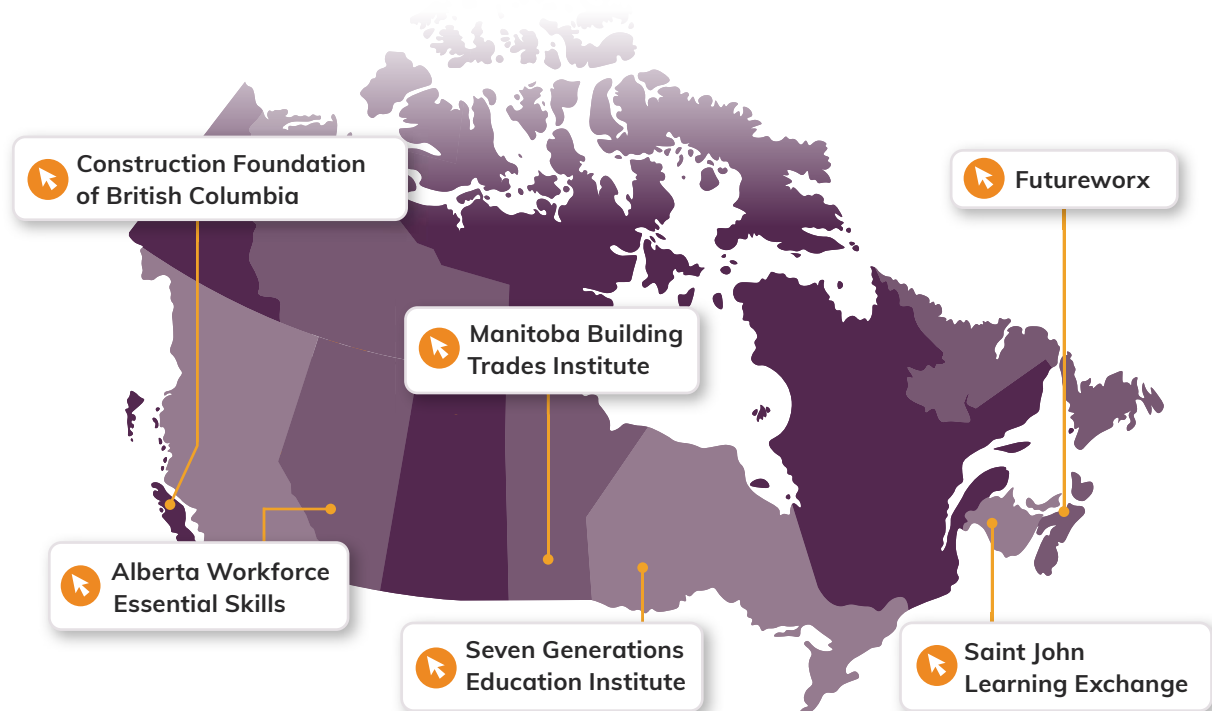 Construction Foundation
of British Columbia
Futureworx
Manitoba Building
Trades Institute
Alberta Workforce
Essential Skills
Seven Generations
Education Institute
Saint John
Learning Exchange